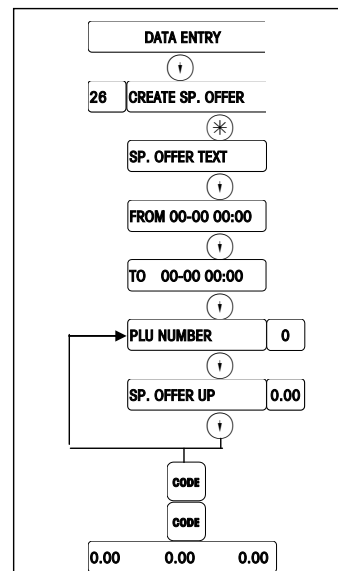 DATA ENTRY
26 CREATE SP. OFFER
SP. OFFER TEXT
FROM 00-00 00:00
TO 00-00 00:00
PLU NUMBER 0
SP. OFFER UP 0.00
CODE
CODE
0.00 0.00 0.00